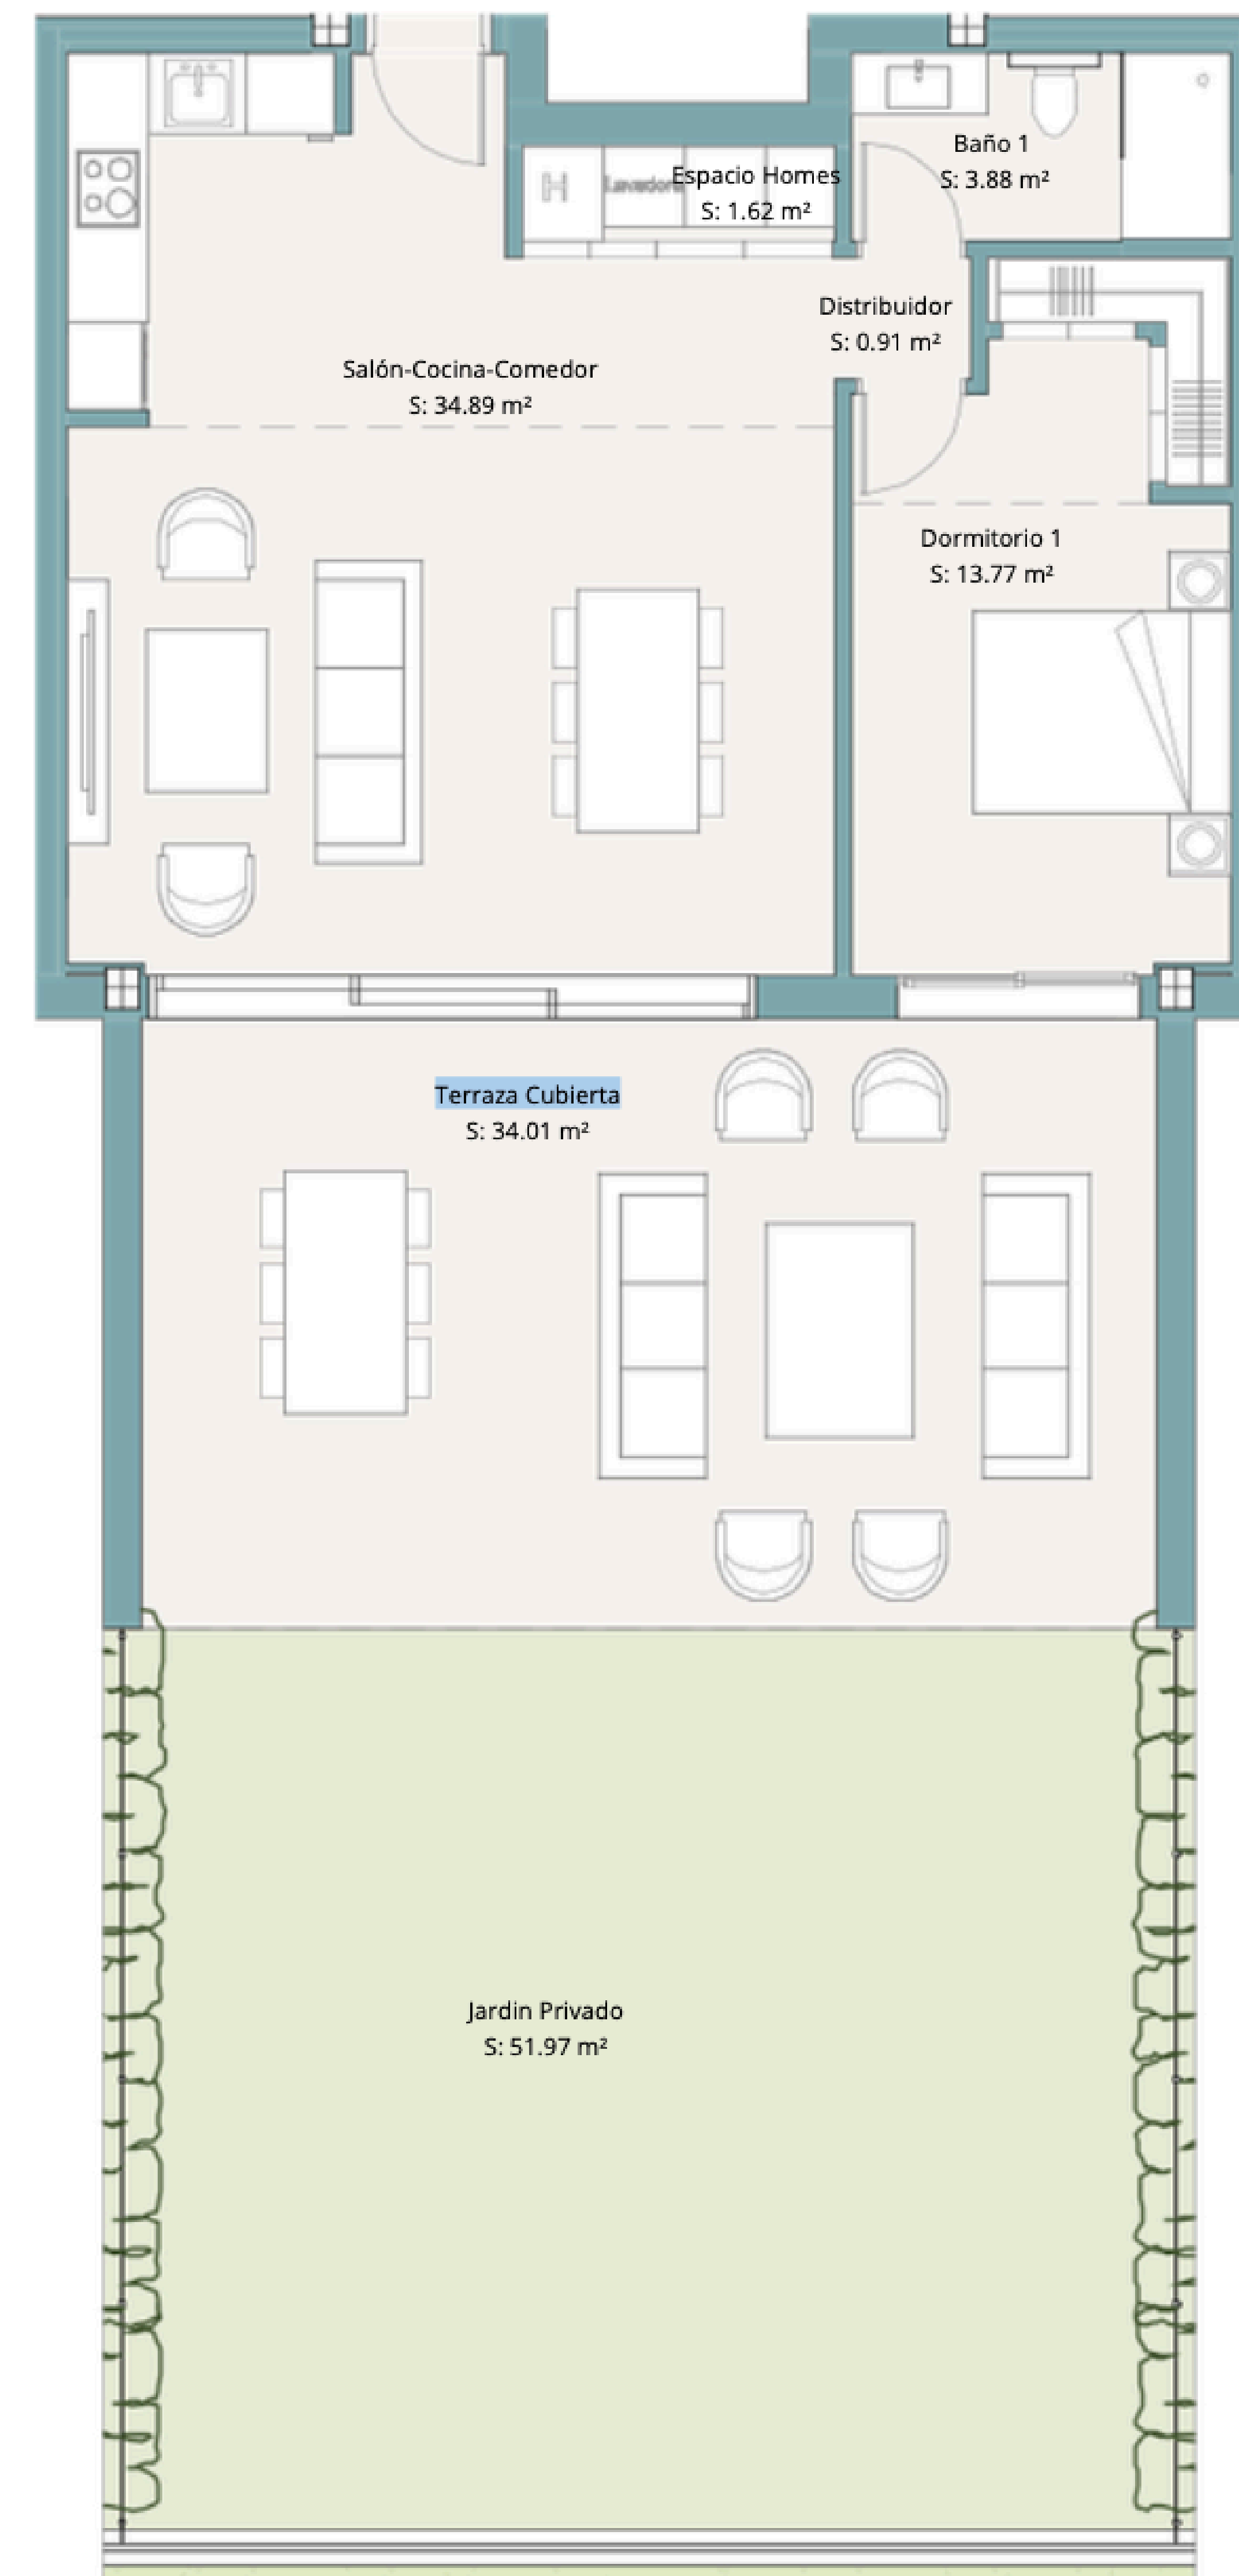 Baño 1
S: 3.88 m²
H
Lavadora
Espacio Homes
S: 1.62 m²
Distribuidor
S: 0.91 m²
Salón-Cocina-Comedor
S: 34.89 m²
Dormitorio 1
S: 13.77 m²
Terraza Cubierta
S: 34.01 m²
Jardin Privado
S: 51.97 m²